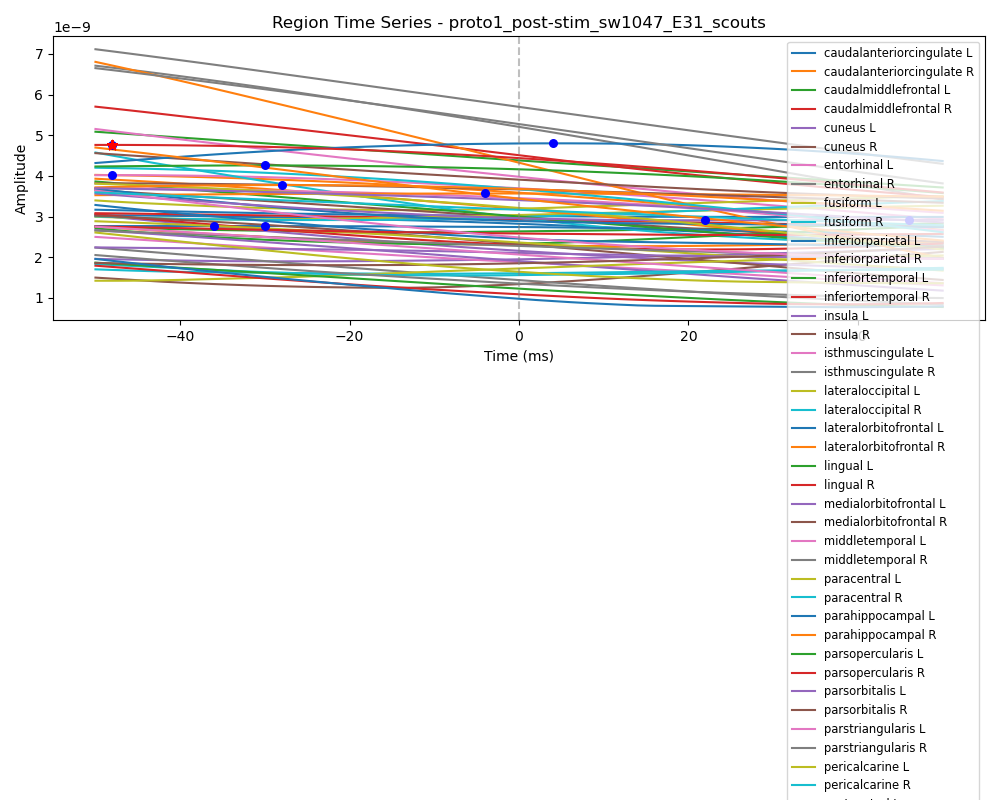 Region Time Series - proto1_post-stim_sw1047_E31_scouts
1e−9
7
6
5
4
3
2
1
Amplitude
−40
−20
0
20
Time (ms)
caudalanteriorcingulate L
caudalanteriorcingulate R
caudalmiddlefrontal L
caudalmiddlefrontal R
cuneus L
cuneus R
entorhinal L
entorhinal R
fusiform L
fusiform R
inferiorparietal L
inferiorparietal R
inferiortemporal L
inferiortemporal R
insula L
insula R
isthmuscingulate L
isthmuscingulate R
lateraloccipital L
lateraloccipital R
lateralorbitofrontal L
lateralorbitofrontal R
lingual L
lingual R
medialorbitofrontal L
medialorbitofrontal R
middletemporal L
middletemporal R
paracentral L
paracentral R
parahippocampal L
parahippocampal R
parsopercularis L
parsopercularis R
parsorbitalis L
parsorbitalis R
parstriangularis L
parstriangularis R
pericalcarine L
pericalcarine R